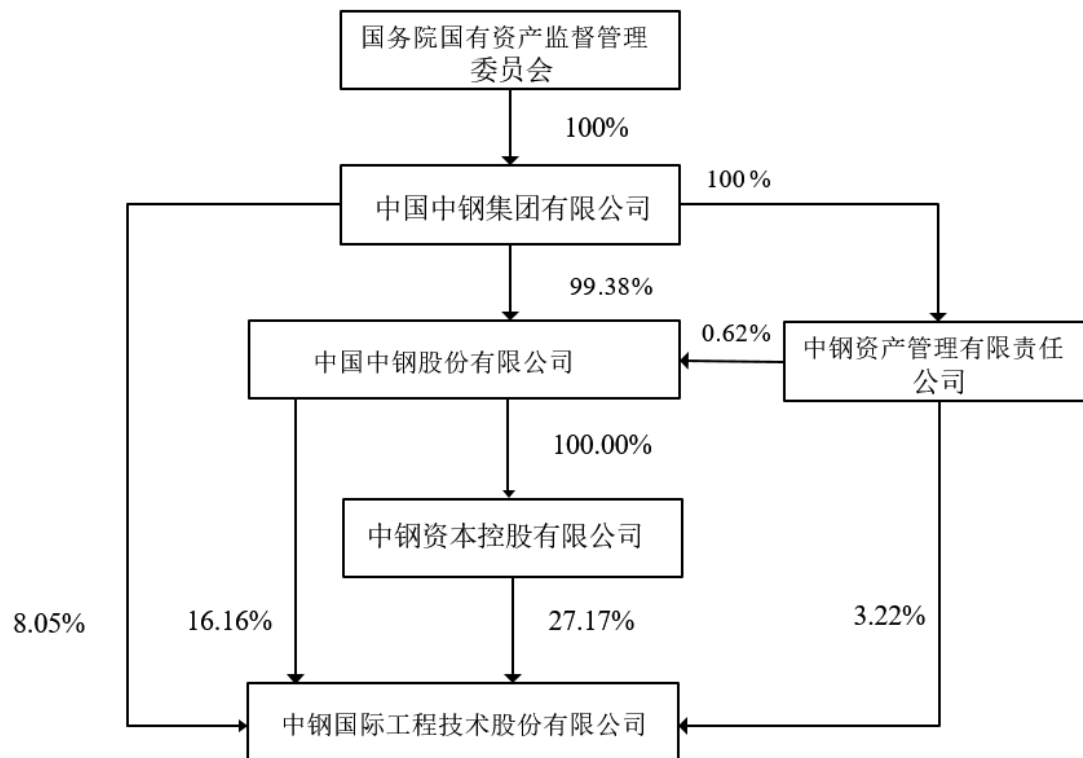 国务院国有资产监督管理
委员会
100%
中国中钢集团有限公司
100%
99.38%
中国中钢股份有限公司
0.62%
中钢资产管理有限责任
公司
100.00%
中钢资本控股有限公司
8.05%
16.16%
27.17%
3.22%
中钢国际工程技术股份有限公司